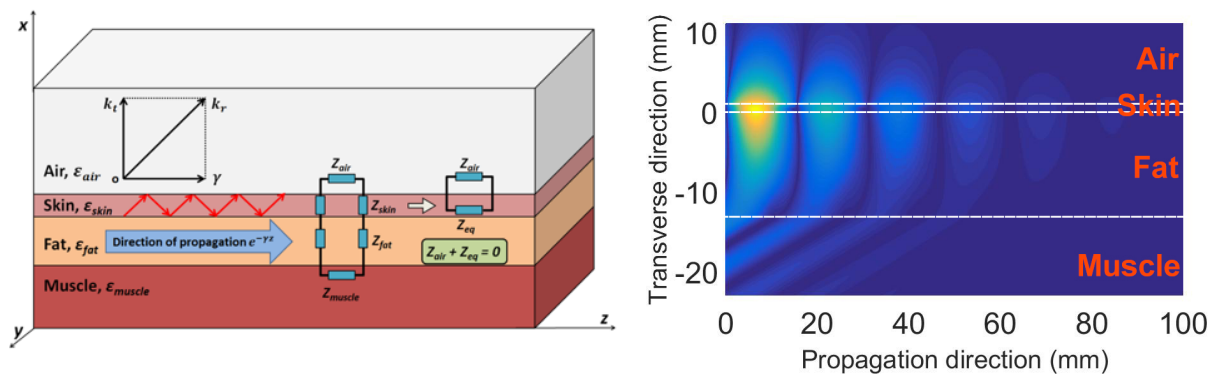 x
kₜ
kᵣ
o
γ
Air, ε_air
Z_air
Z_air
Skin, ε_skin
Z_skin
Z_eq
Fat, ε_fat
Direction of propagation e^{-γz}
Z_fat
Z_air + Z_eq = 0
Muscle, ε_muscle
Z_muscle
y
z
Transverse direction (mm)
10
0
-10
-20
Air
Skin
Fat
Muscle
0
20
40
60
80
100
Propagation direction (mm)